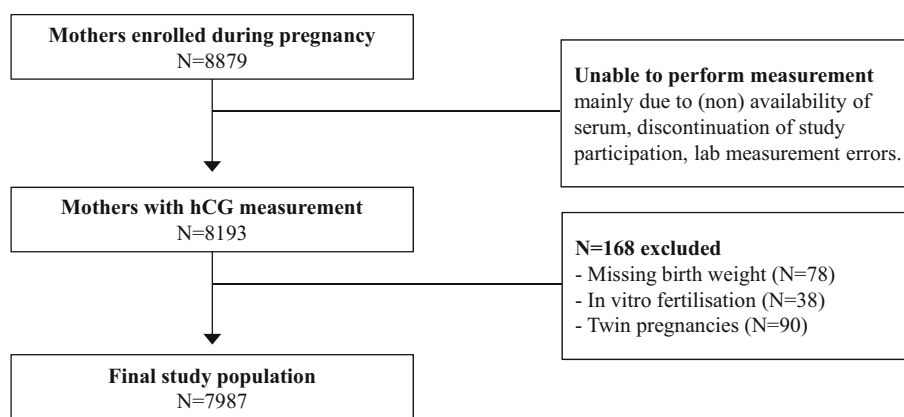 Mothers enrolled during pregnancy
N=8879
Unable to perform measurement
mainly due to (non) availability of
serum, discontinuation of study
participation, lab measurement errors.
Mothers with hCG measurement
N=8193
N=168 excluded
- Missing birth weight (N=78)
- In vitro fertilisation (N=38)
- Twin pregnancies (N=90)
Final study population
N=7987